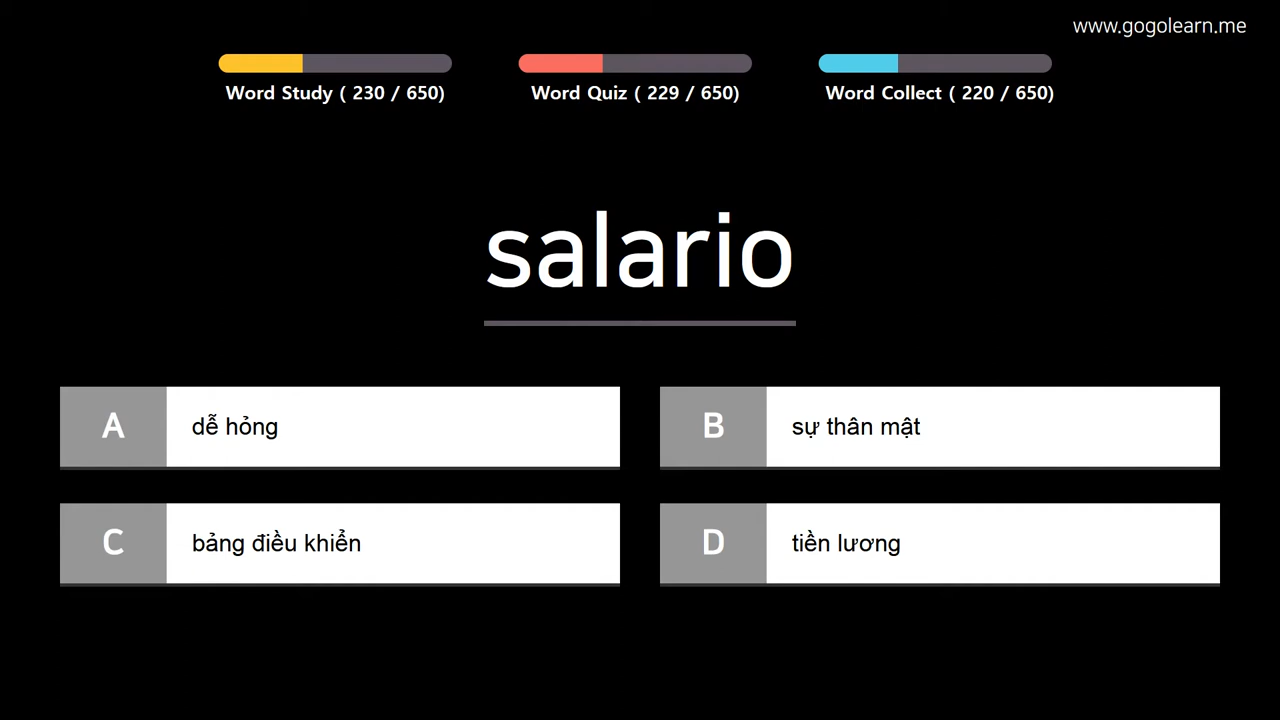 www.gogolearn.me
Word Study ( 230 / 650)
Word Quiz ( 229 / 650)
Word Collect ( 220 / 650)
salario
A dễ hỏng
B sự thân mật
C bảng điều khiển
D tiền lương